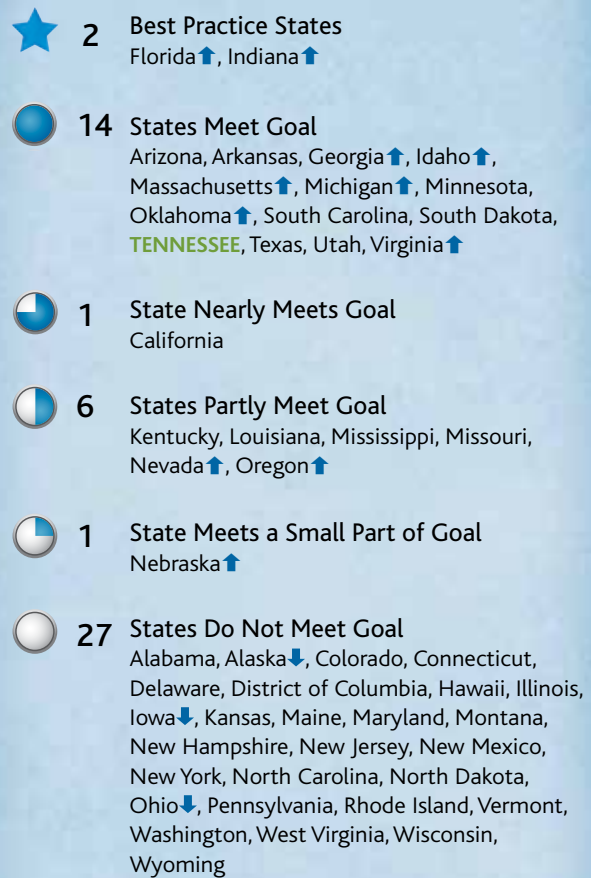 2 Best Practice States
Florida⬆, Indiana⬆
14 States Meet Goal
Arizona, Arkansas, Georgia⬆, Idaho⬆,
Massachusetts⬆, Michigan⬆, Minnesota,
Oklahoma⬆, South Carolina, South Dakota,
TENNESSEE, Texas, Utah, Virginia⬆
1 State Nearly Meets Goal
California
6 States Partly Meet Goal
Kentucky, Louisiana, Mississippi, Missouri,
Nevada⬆, Oregon⬆
1 State Meets a Small Part of Goal
Nebraska⬆
27 States Do Not Meet Goal
Alabama, Alaska⬇, Colorado, Connecticut,
Delaware, District of Columbia, Hawaii, Illinois,
Iowa⬇, Kansas, Maine, Maryland, Montana,
New Hampshire, New Jersey, New Mexico,
New York, North Carolina, North Dakota,
Ohio⬇, Pennsylvania, Rhode Island, Vermont,
Washington, West Virginia, Wisconsin,
Wyoming